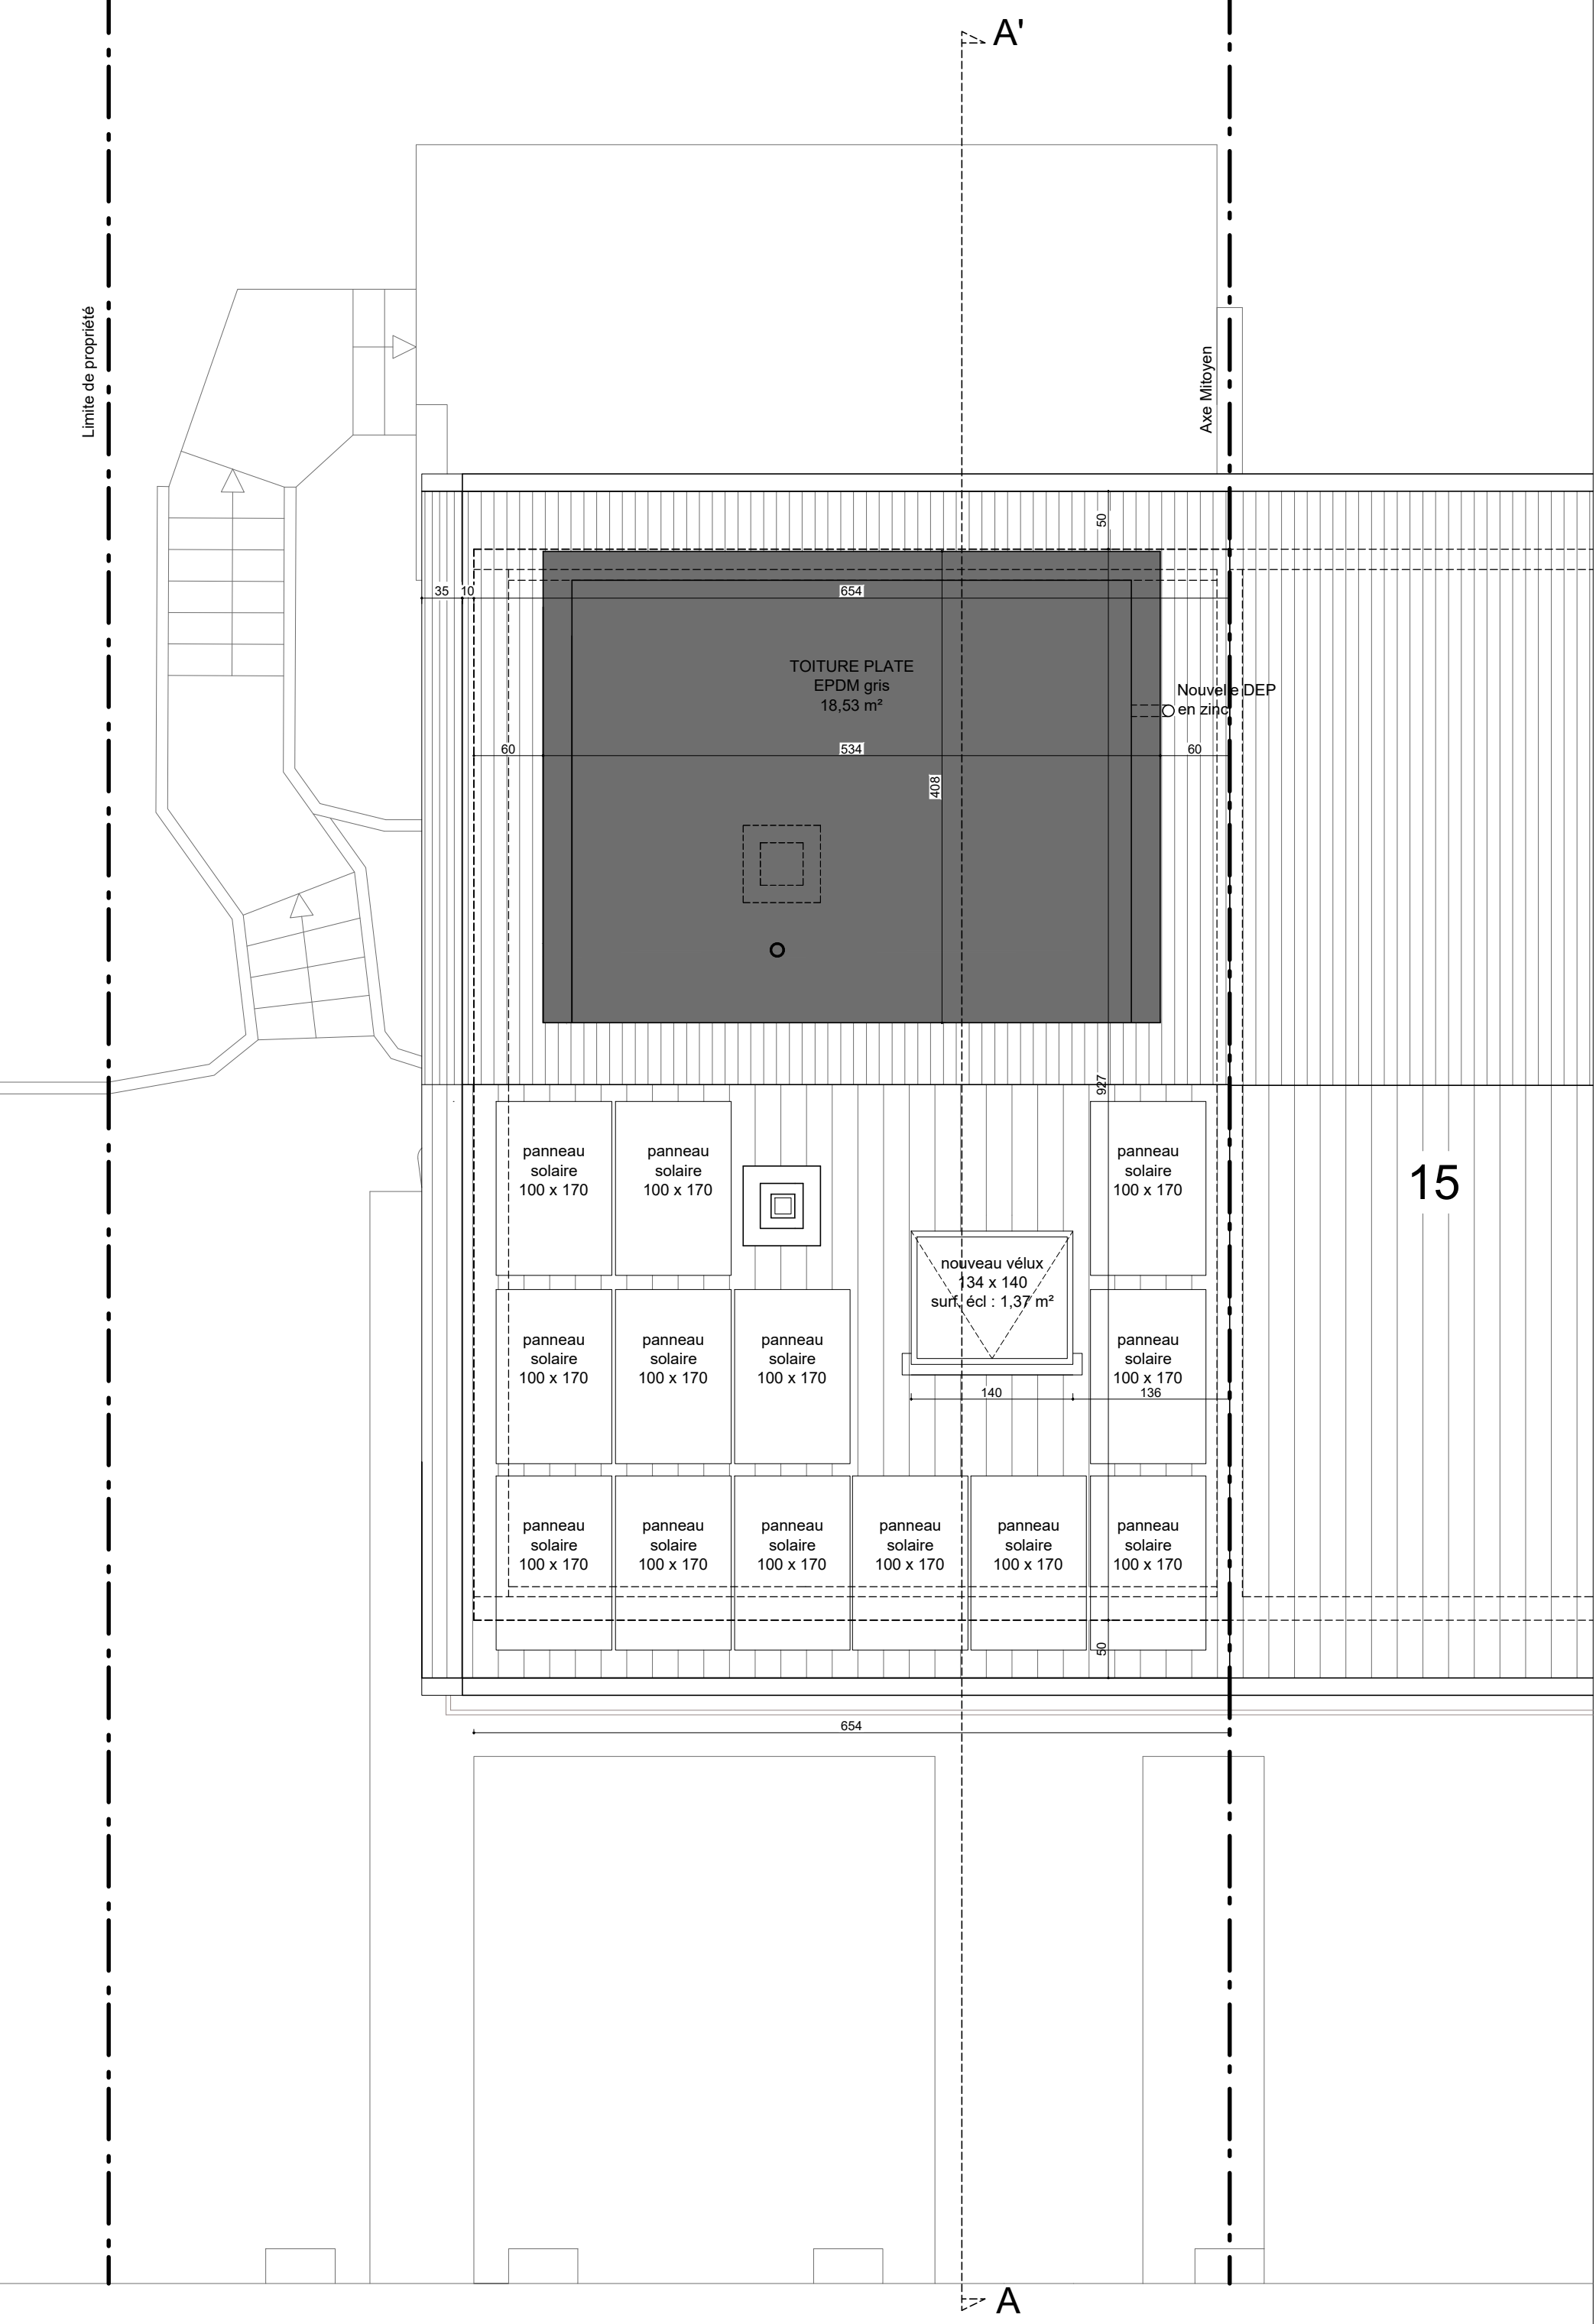 A'
Limite de propriété
Axe Mitoyen
50
35
10
654
TOITURE PLATE
EPDM gris
18,53 m²
Nouvelle DEP
en zinc
60
534
60
408
927
panneau
solaire
100 x 170
panneau
solaire
100 x 170
panneau
solaire
100 x 170
15
nouveau vélux
134 x 140
surf. écl : 1,37 m²
panneau
solaire
100 x 170
panneau
solaire
100 x 170
panneau
solaire
100 x 170
panneau
solaire
100 x 170
140
136
panneau
solaire
100 x 170
panneau
solaire
100 x 170
panneau
solaire
100 x 170
panneau
solaire
100 x 170
panneau
solaire
100 x 170
panneau
solaire
100 x 170
50
654
A